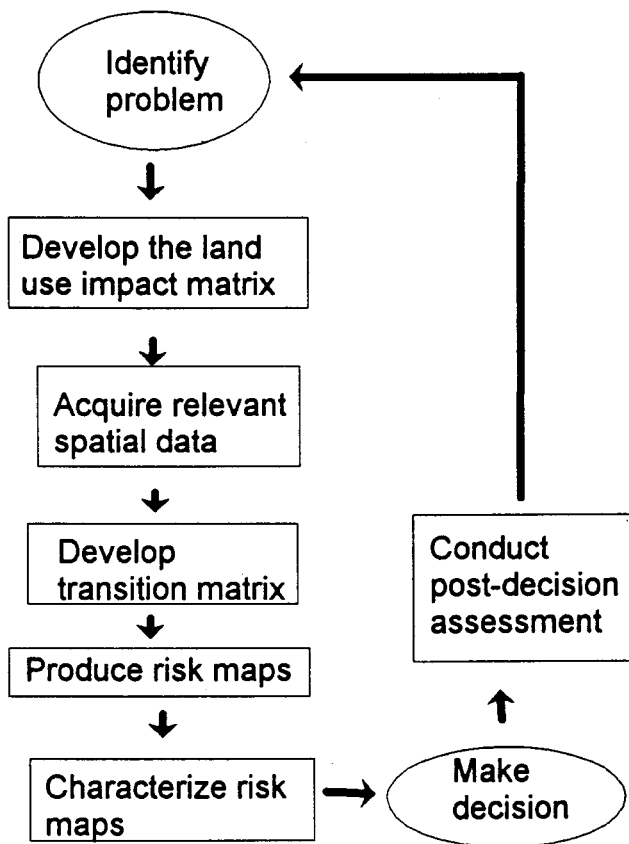 Identify
problem
Develop the land
use impact matrix
Acquire relevant
spatial data
Develop
transition matrix
Produce risk maps
Characterize risk
maps
Make
decision
Conduct
post-decision
assessment